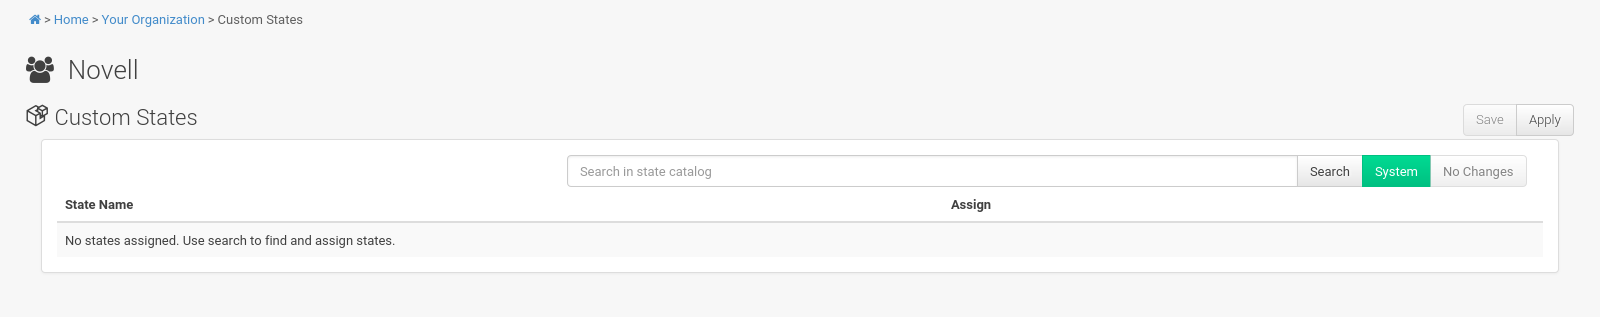 > Home > Your Organization > Custom States
Novell
Custom States
Save Apply
Search in state catalog Search System No Changes
State Name Assign
No states assigned. Use search to find and assign states.